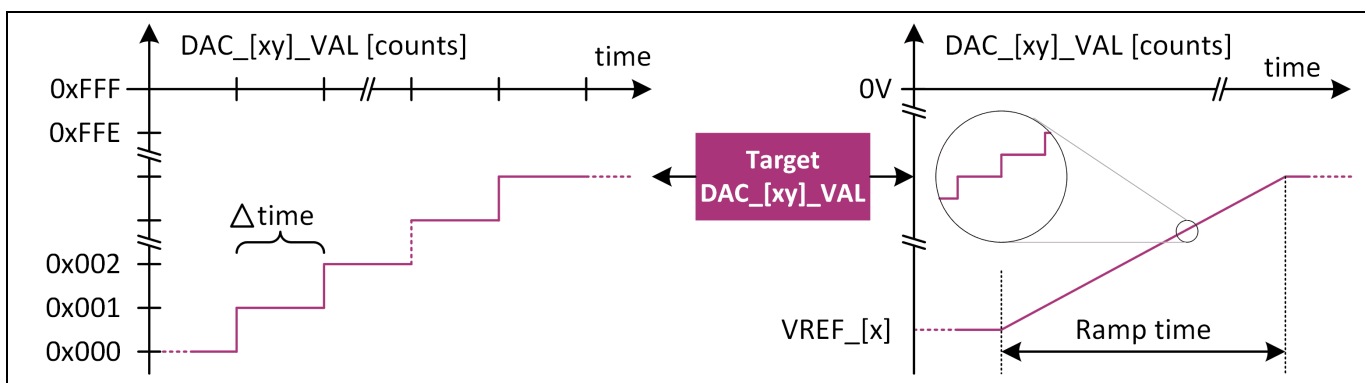 DAC_[xy]_VAL [counts]
time
0xFFF
0xFFE
△time
0x002
0x001
0x000
Target
DAC_[xy]_VAL
DAC_[xy]_VAL [counts]
time
0V
VREF_[x]
Ramp time